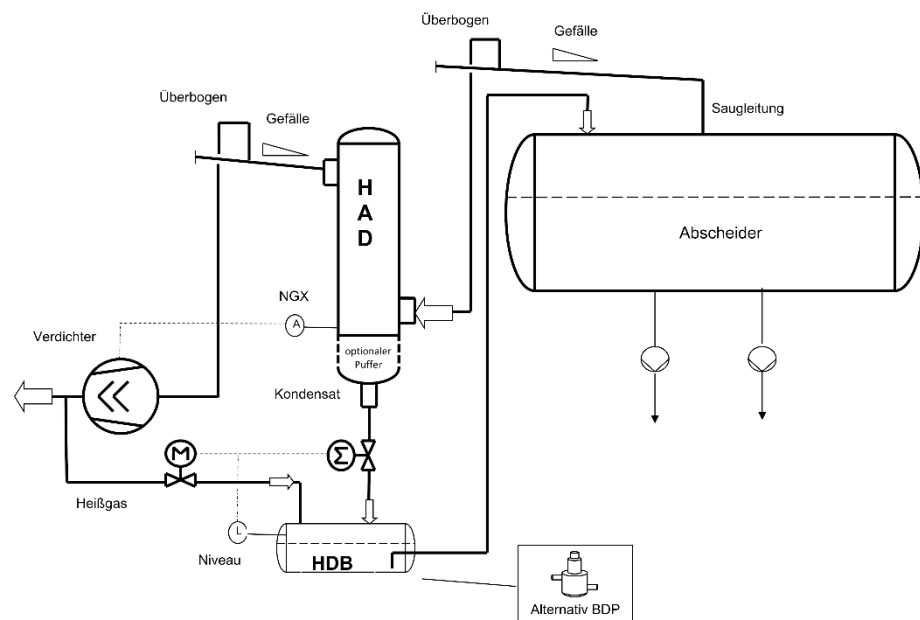 Überbogen
Gefälle
Saugleitung
Überbogen
Gefälle
H
A
D
Abscheider
NGX
A
Verdichter
optionaler
Puffer
Kondensat
M
Σ
Heißgas
L
Niveau
HDB
Alternativ BDP